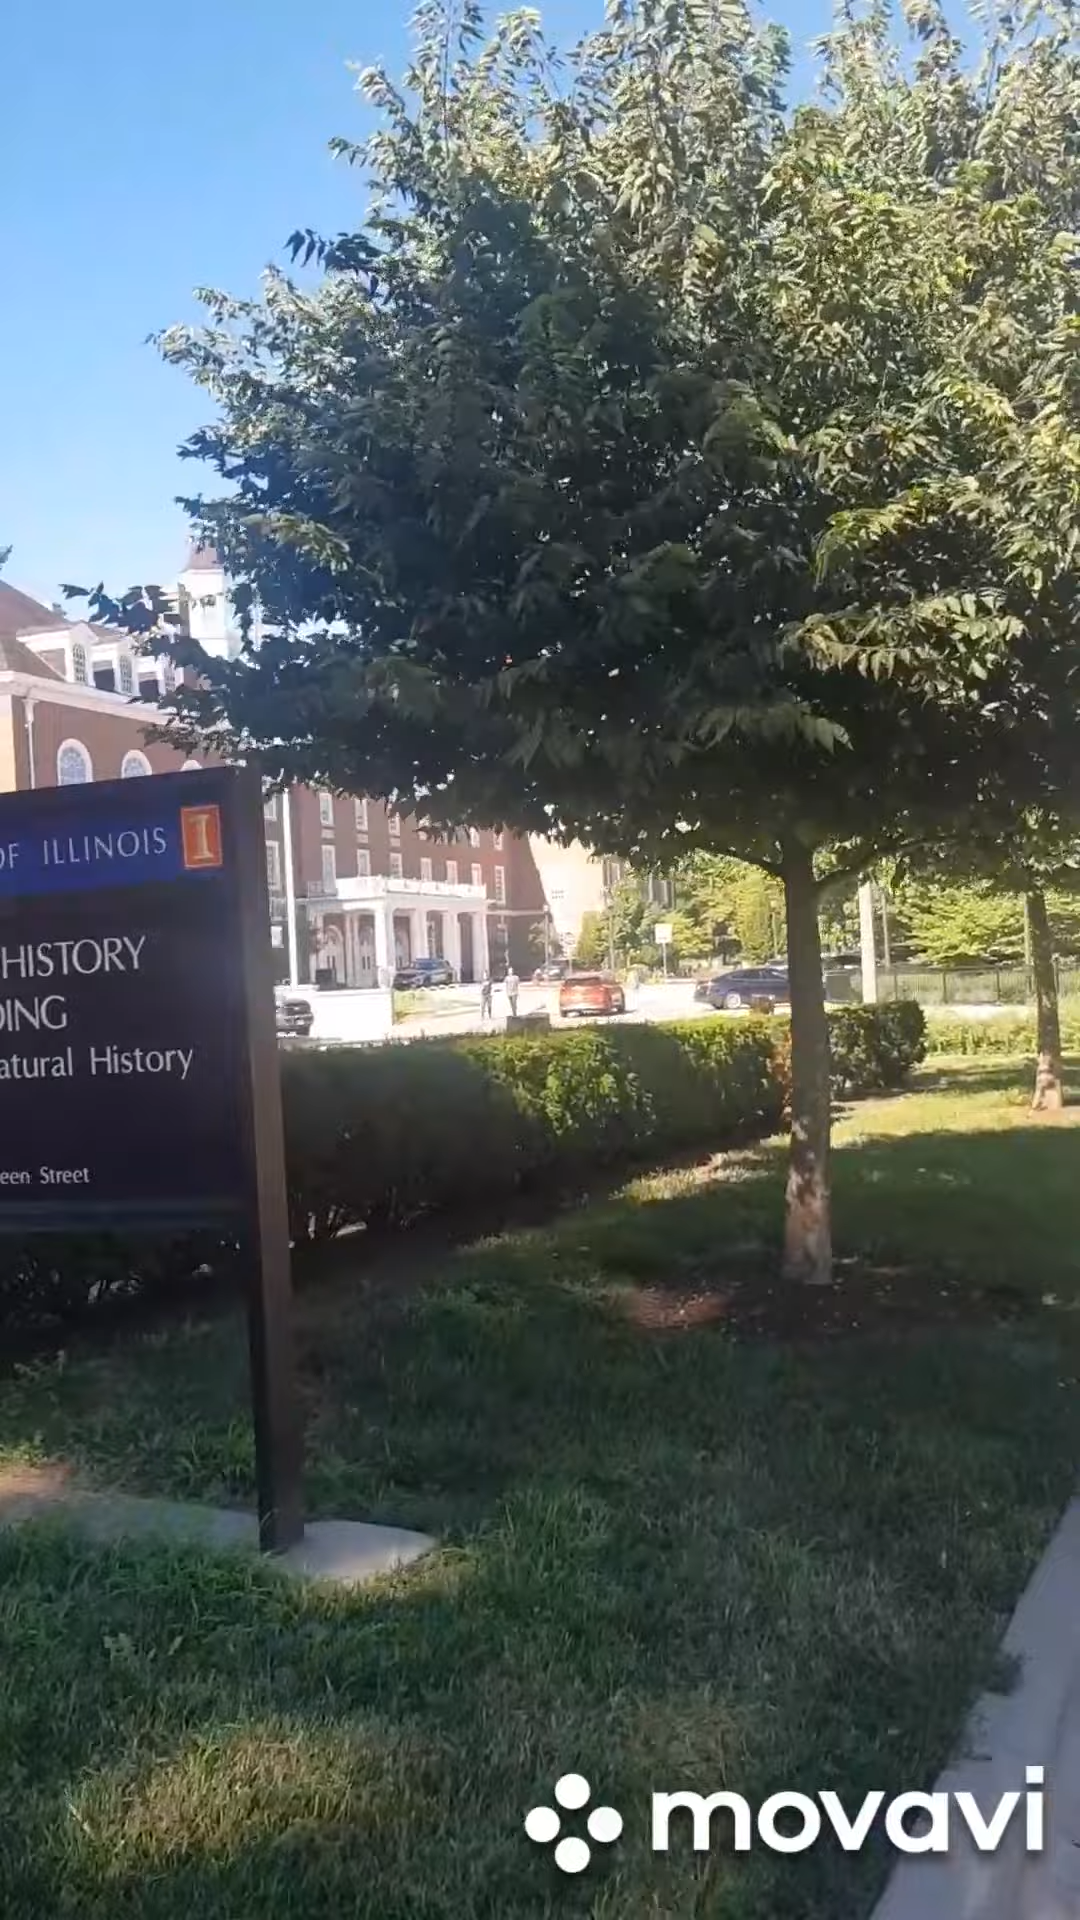 OF ILLINOIS I
HISTORY
DING
atural History
een Street
movavi